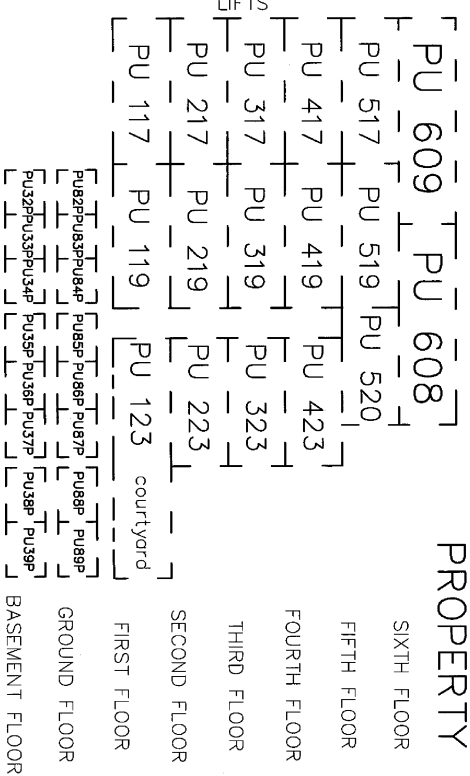 LIFTS
PROPERTY
PU 609 PU 608 SIXTH FLOOR
PU 517 PU 519 PU 520 FIFTH FLOOR
PU 417 PU 419 PU 423 FOURTH FLOOR
PU 317 PU 319 PU 323 THIRD FLOOR
PU 217 PU 219 PU 223 SECOND FLOOR
PU 117 PU 119 PU 123 courtyard FIRST FLOOR
PU82P PU83P PU84P PU85P PU86P PU87P PU88P PU89P GROUND FLOOR
PU32P PU33P PU34P PU35P PU36P PU37P PU38P PU39P BASEMENT FLOOR